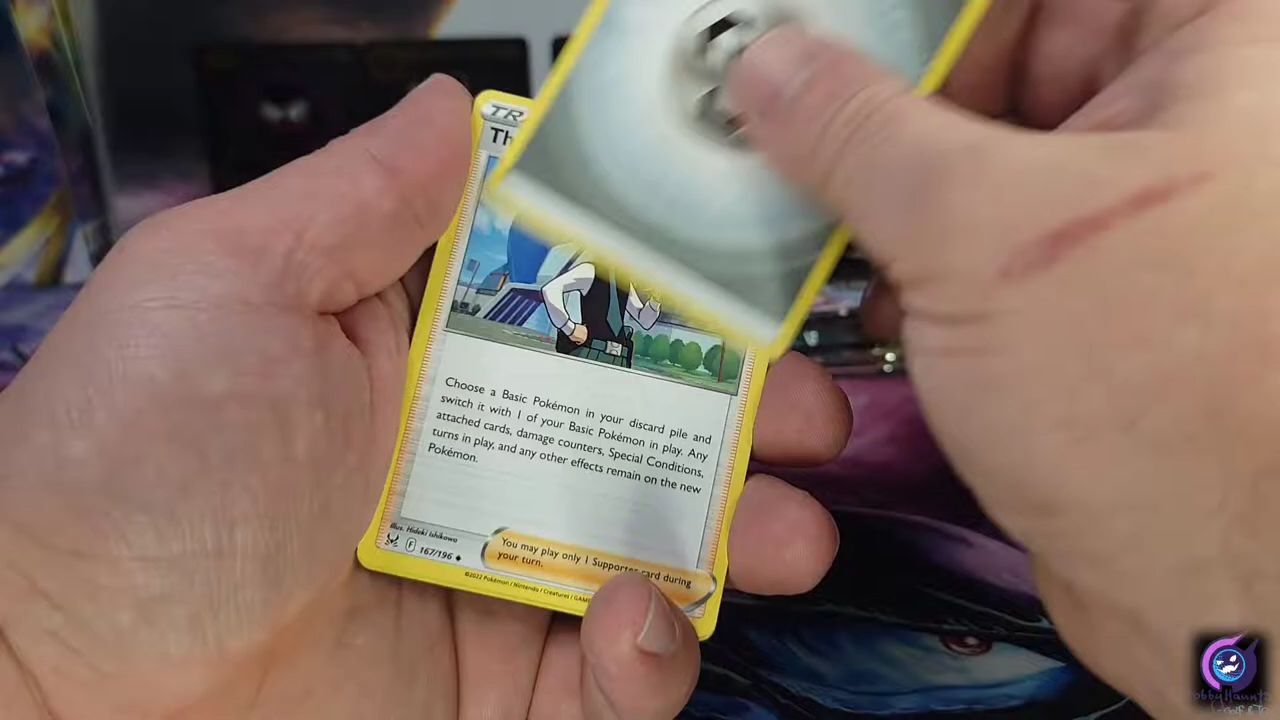 TR
Th
Choose a Basic Pokémon in your discard pile and
switch it with 1 of your Basic Pokémon in play. Any
attached cards, damage counters, Special Conditions,
turns in play, and any other effects remain on the new
Pokémon.
Illus. Hideki Ishikawa
F 167/196
You may play only 1 Supporter card during
your turn.
©2022 Pokémon / Nintendo / Creatures / GAM